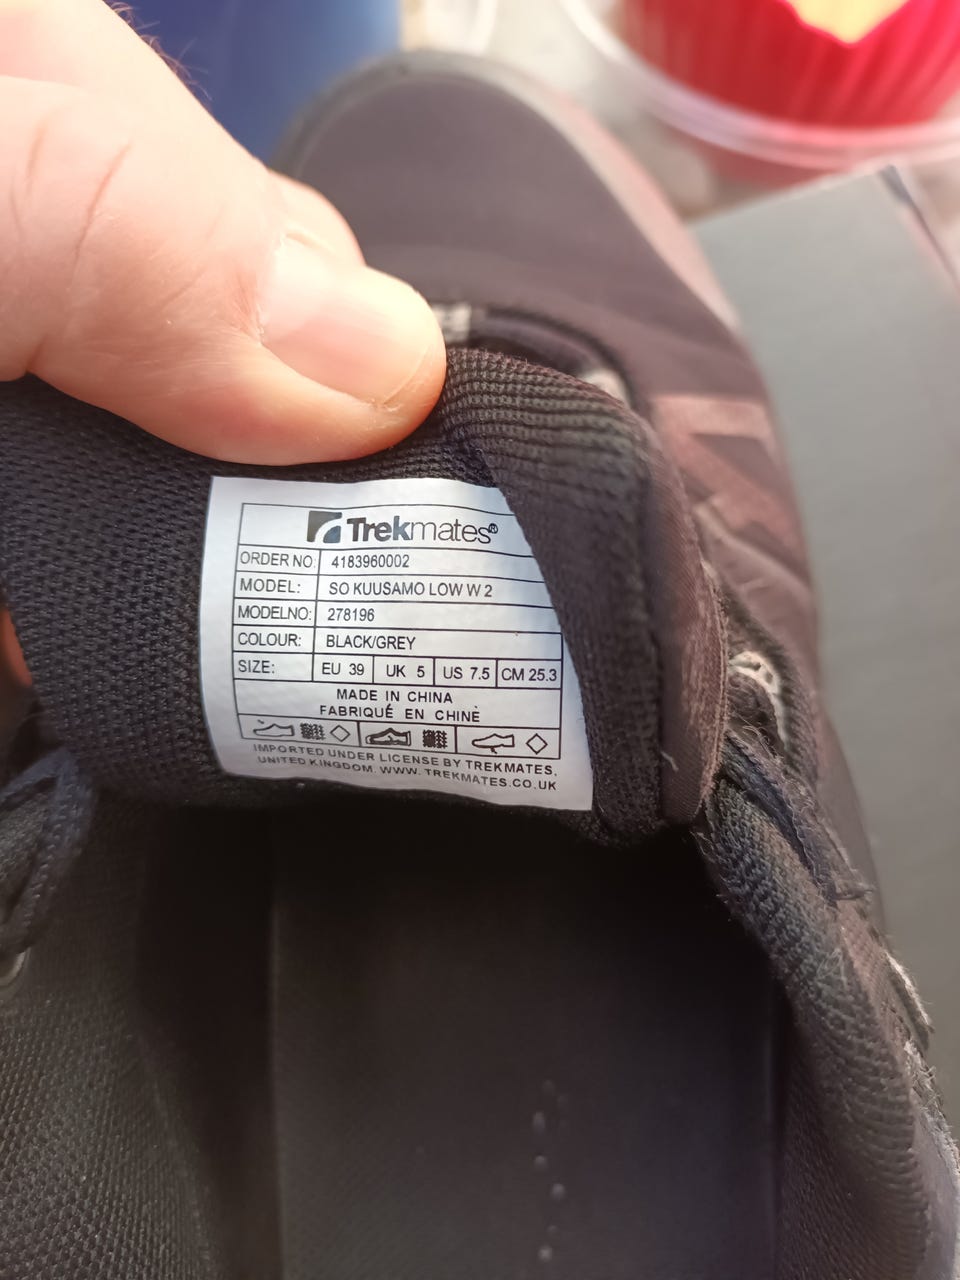 Trekmates®
ORDER NO: 4183960002
MODEL: SO KUUSAMO LOW W 2
MODELNO: 278196
COLOUR: BLACK/GREY
SIZE: EU 39 UK 5 US 7.5 CM 25.3
MADE IN CHINA
FABRIQUÉ EN CHINE
IMPORTED UNDER LICENSE BY TREKMATES,
UNITED KINGDOM. WWW. TREKMATES.CO.UK